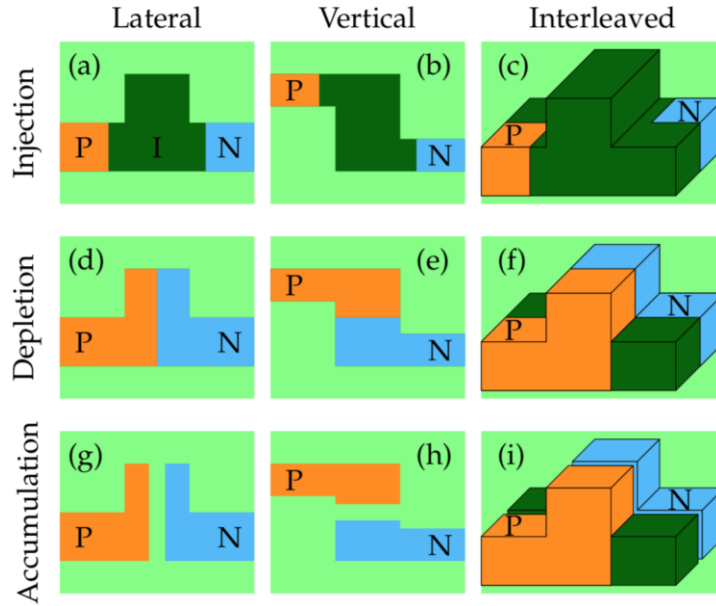 Lateral Vertical Interleaved
Injection
(a) (b) (c)
P I N
P N
P N
Depletion
(d) (e) (f)
P N
P N
P N
Accumulation
(g) (h) (i)
P N
P N
P N